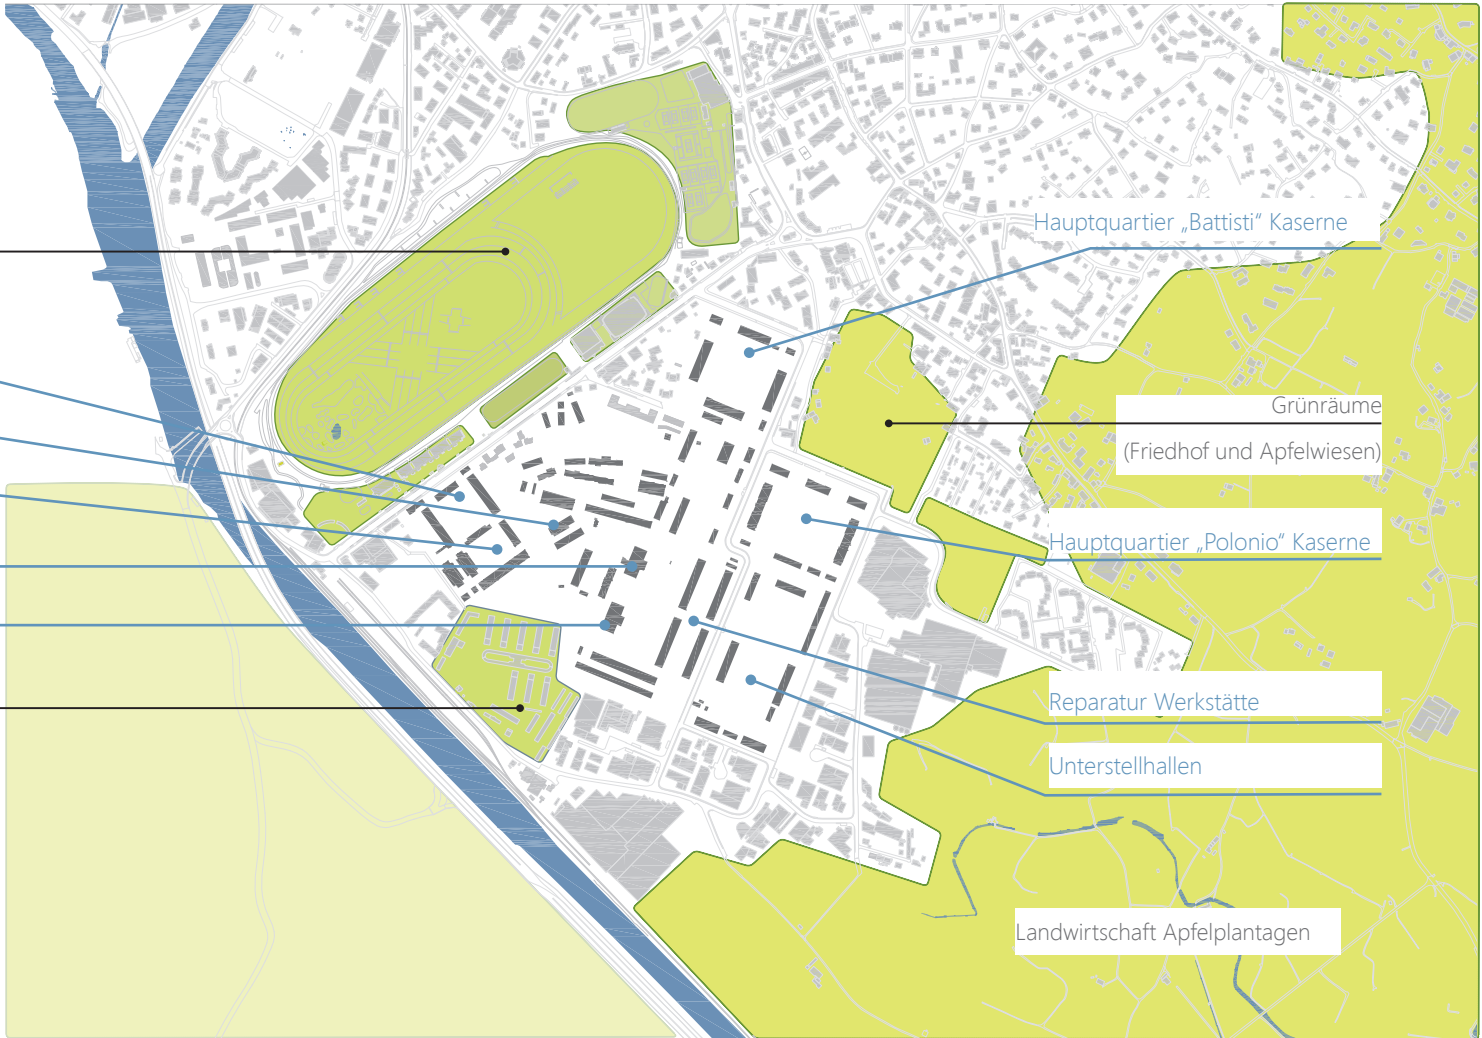 Hauptquartier „Battisti“ Kaserne
Grünräume
(Friedhof und Apfelwiesen)
Hauptquartier „Polonio“ Kaserne
Reparatur Werkstätte
Unterstellhallen
Landwirtschaft Apfelplantagen